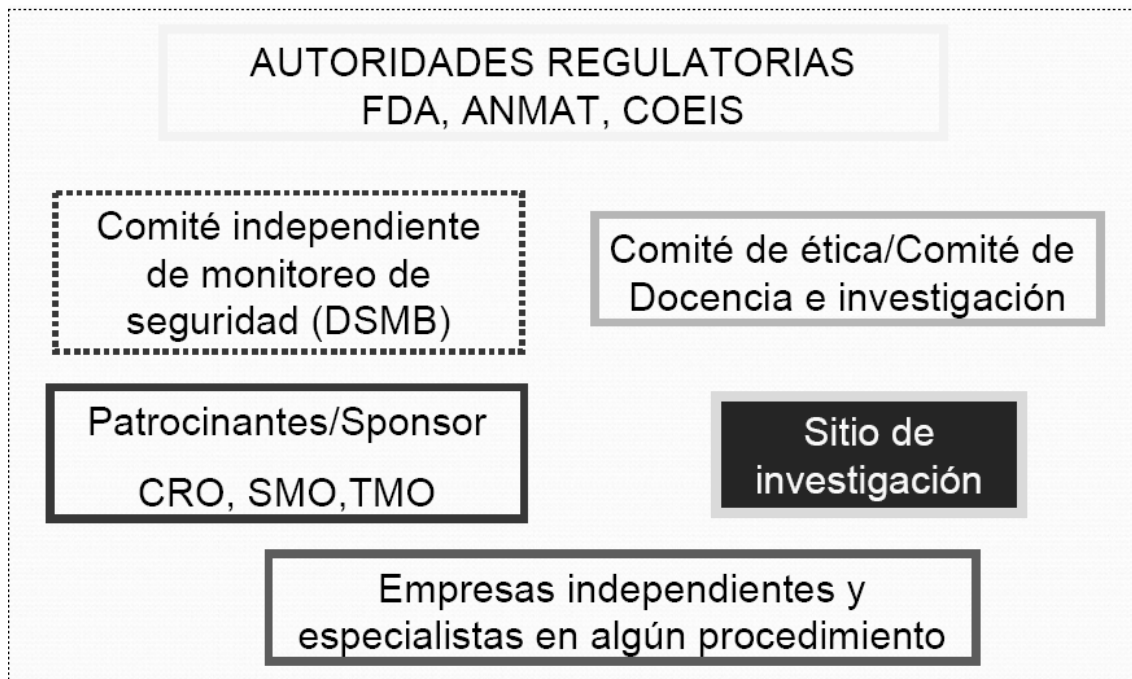 AUTORIDADES REGULATORIAS
FDA, ANMAT, COEIS
Comité independiente
de monitoreo de
seguridad (DSMB)
Comité de ética/Comité de
Docencia e investigación
Patrocinantes/Sponsor
CRO, SMO,TMO
Sitio de
investigación
Empresas independientes y
especialistas en algún procedimiento